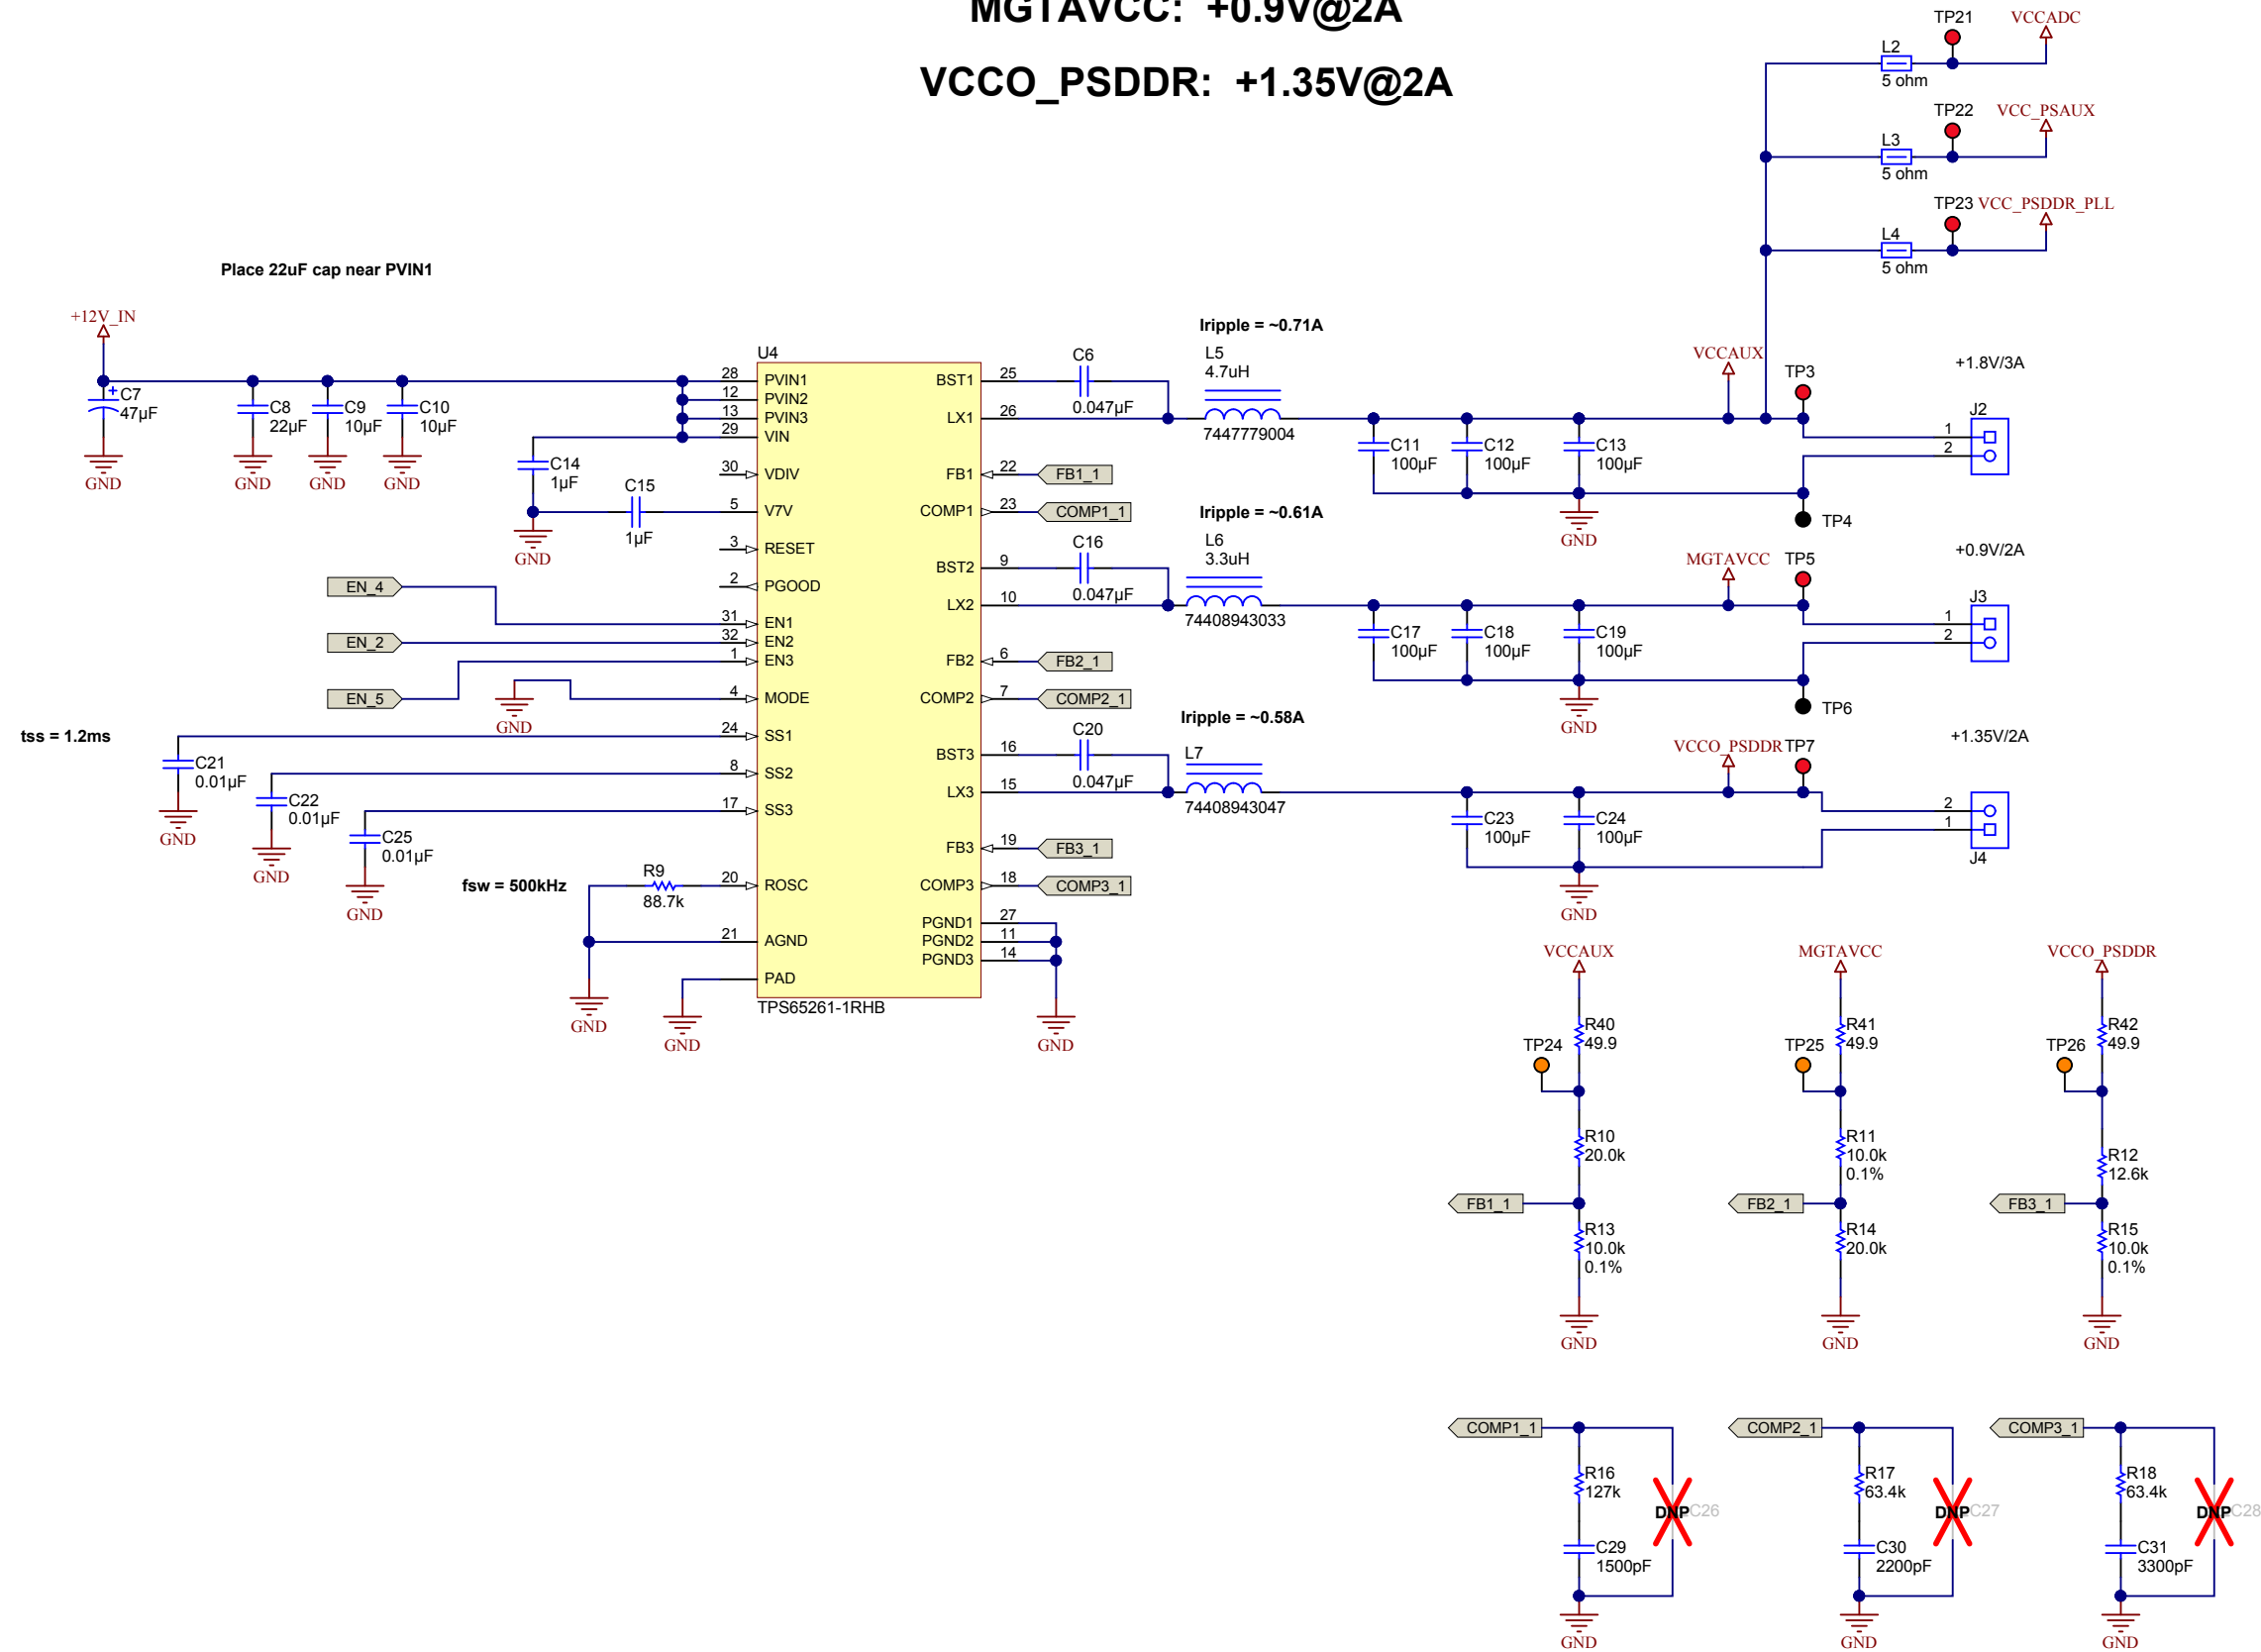 MGTAVCC: +0.9V@2A
VCCO_PSDDR: +1.35V@2A
TP21
VCCADC
L2
5 ohm
TP22
VCC_PSAUX
L3
5 ohm
TP23
VCC_PSDDR_PLL
L4
5 ohm
Place 22uF cap near PVIN1
+12V_IN
C7
47µF
GND
C8
22µF
GND
C9
10µF
GND
C10
10µF
GND
C14
1µF
GND
C15
1µF
EN_4
EN_2
EN_5
GND
tss = 1.2ms
C21
0.01µF
GND
C22
0.01µF
GND
C25
0.01µF
GND
fsw = 500kHz
R9
88.7k
GND
GND
U4
28 PVIN1
12 PVIN2
13 PVIN3
29 VIN
30 VDIV
5 V7V
3 RESET
2 PGOOD
31 EN1
32 EN2
1 EN3
4 MODE
24 SS1
8 SS2
17 SS3
20 ROSC
21 AGND
PAD
BST1 25
LX1 26
FB1 22
COMP1 23
BST2 9
LX2 10
FB2 6
COMP2 7
BST3 16
LX3 15
FB3 19
COMP3 18
PGND1 27
PGND2 11
PGND3 14
TPS65261-1RHB
GND
C6
0.047µF
FB1_1
COMP1_1
C16
0.047µF
FB2_1
COMP2_1
C20
0.047µF
FB3_1
COMP3_1
Iripple = ~0.71A
L5
4.7uH
7447779004
C11
100µF
C12
100µF
C13
100µF
GND
VCCAUX
TP3
TP4
+1.8V/3A
J2
1
2
Iripple = ~0.61A
L6
3.3uH
74408943033
C17
100µF
C18
100µF
C19
100µF
GND
MGTAVCC
TP5
TP6
+0.9V/2A
J3
1
2
Iripple = ~0.58A
L7
74408943047
C23
100µF
C24
100µF
GND
VCCO_PSDDR
TP7
+1.35V/2A
2
1
J4
VCCAUX
R40
49.9
TP24
R10
20.0k
FB1_1
R13
10.0k
0.1%
GND
MGTAVCC
R41
49.9
TP25
R11
10.0k
0.1%
FB2_1
R14
20.0k
GND
VCCO_PSDDR
R42
49.9
TP26
R12
12.6k
FB3_1
R15
10.0k
0.1%
GND
COMP1_1
R16
127k
DNP
C26
C29
1500pF
GND
COMP2_1
R17
63.4k
DNP
C27
C30
2200pF
GND
COMP3_1
R18
63.4k
DNP
C28
C31
3300pF
GND